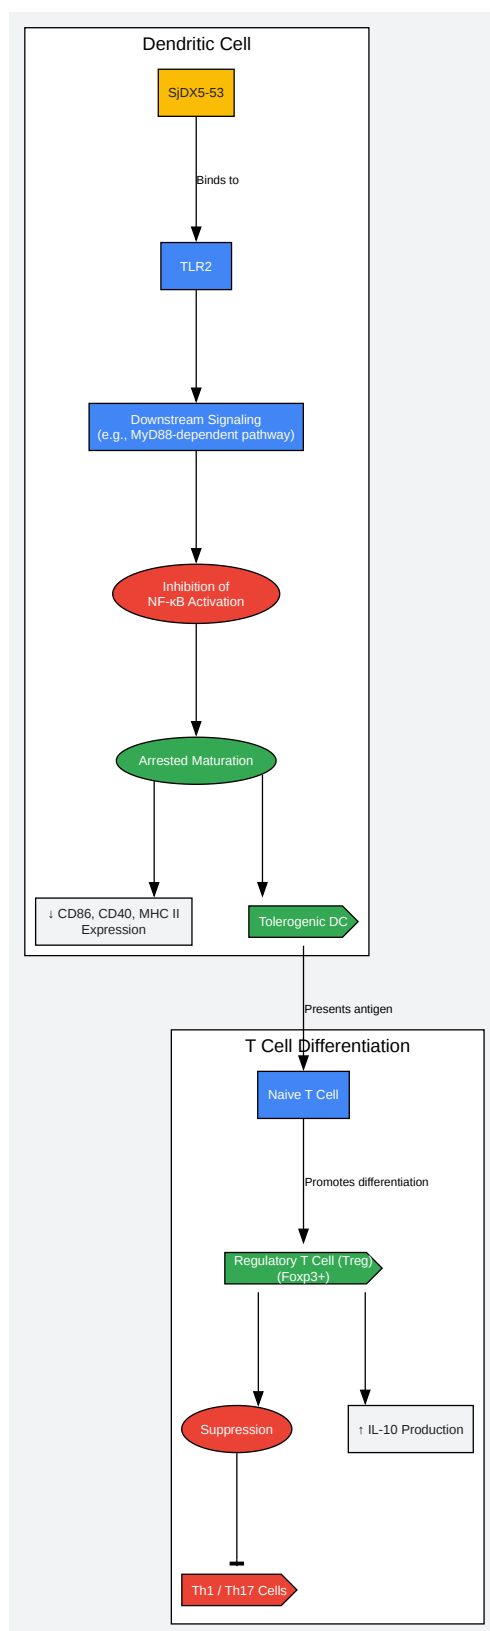 Dendritic Cell
SjDX5-53
Binds to
TLR2
Downstream Signaling
(e.g., MyD88-dependent pathway)
Inhibition of
NF-κB Activation
Arrested Maturation
↓ CD86, CD40, MHC II
Expression
Tolerogenic DC
Presents antigen
T Cell Differentiation
Naive T Cell
Promotes differentiation
Regulatory T Cell (Treg)
(Foxp3+)
Suppression
↑ IL-10 Production
Th1 / Th17 Cells